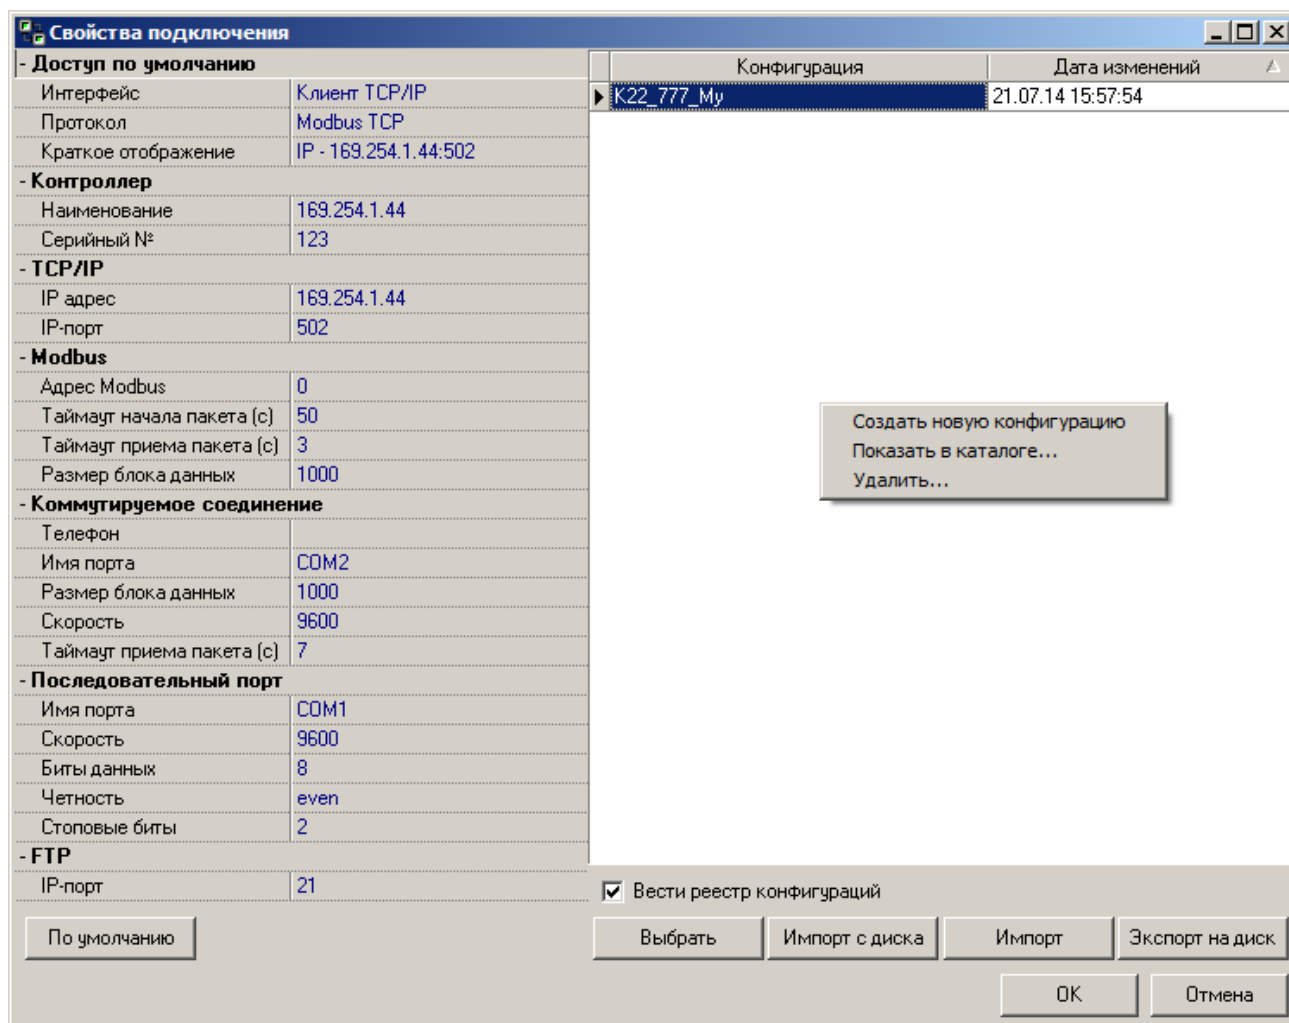 Свойства подключения
- Доступ по умолчанию
Интерфейс Клиент TCP/IP
Протокол Modbus TCP
Краткое отображение IP - 169.254.1.44:502
- Контроллер
Наименование 169.254.1.44
Серийный № 123
- TCP/IP
IP адрес 169.254.1.44
IP-порт 502
- Modbus
Адрес Modbus 0
Таймаут начала пакета (с) 50
Таймаут приема пакета (с) 3
Размер блока данных 1000
- Коммутируемое соединение
Телефон
Имя порта COM2
Размер блока данных 1000
Скорость 9600
Таймаут приема пакета (с) 7
- Последовательный порт
Имя порта COM1
Скорость 9600
Биты данных 8
Четность even
Стоповые биты 2
- FTP
IP-порт 21
По умолчанию
Конфигурация Дата изменений
K22_777_My 21.07.14 15:57:54
Создать новую конфигурацию
Показать в каталоге...
Удалить...
Вести реестр конфигураций
Выбрать Импорт с диска Импорт Экспорт на диск
OK Отмена